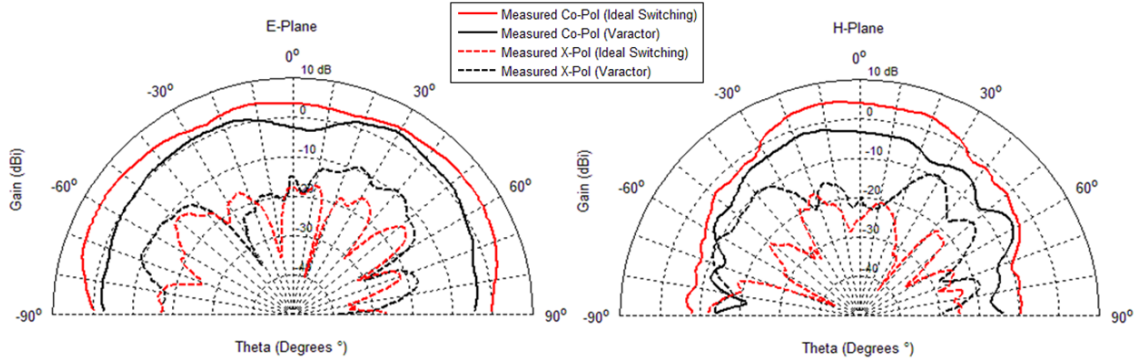 E-Plane
0°
10 dB
0
-10
20
30
-30°
30°
-60°
60°
-90°
90°
Gain (dBi)
Theta (Degrees °)
Measured Co-Pol (Ideal Switching)
Measured Co-Pol (Varactor)
Measured X-Pol (Ideal Switching)
Measured X-Pol (Varactor)
H-Plane
0°
10 dB
0
-10
20
30
40
-30°
30°
-60°
60°
-90°
90°
Gain (dBi)
Theta (Degrees °)